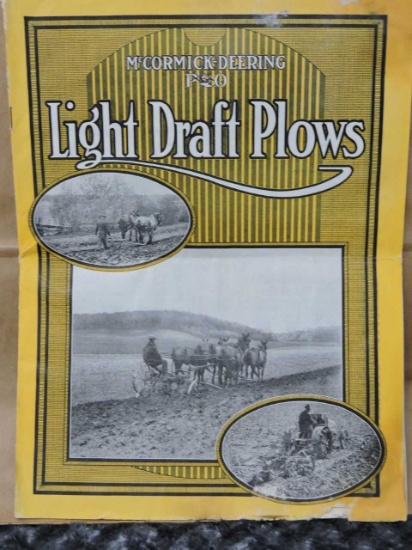 McCORMICK-DEERING
P&O
Light Draft Plows